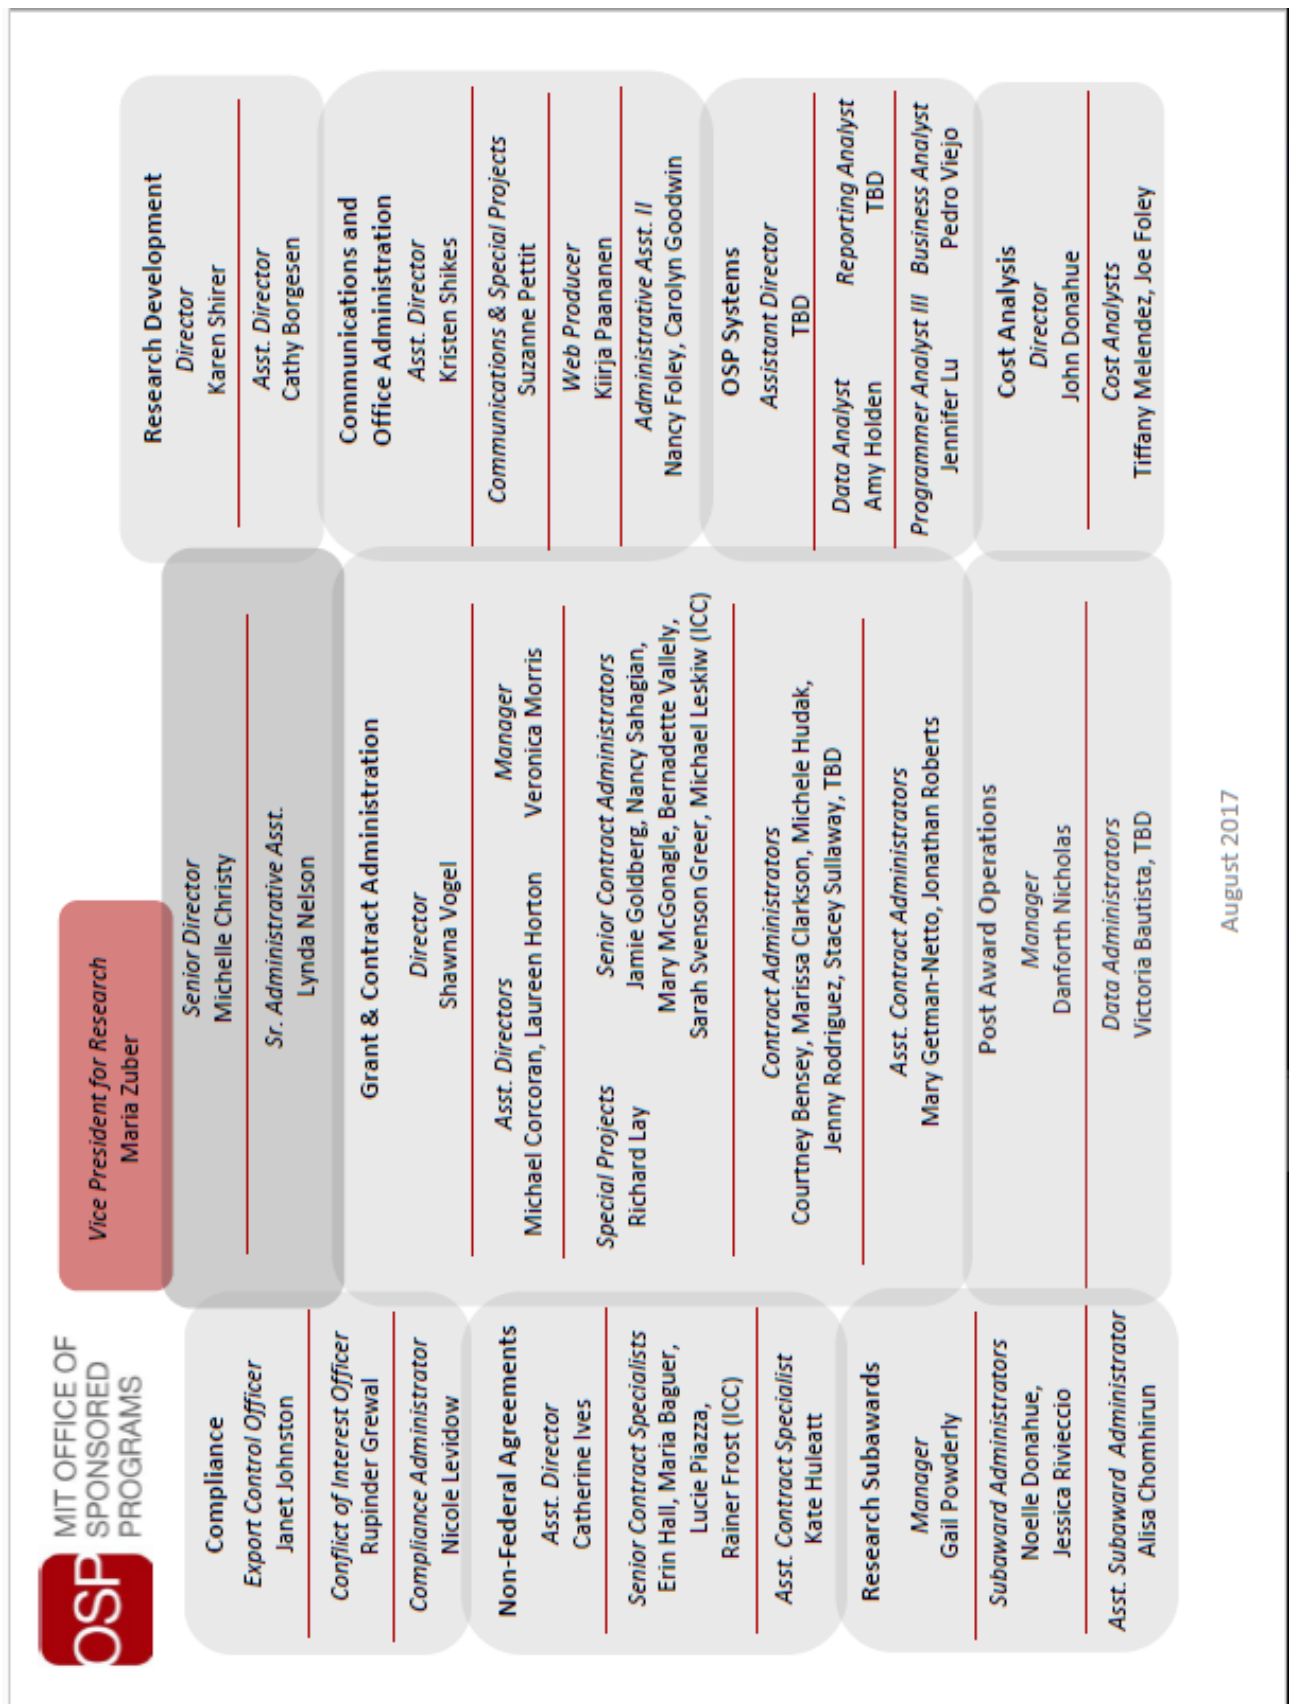 OSP
MIT OFFICE OF
SPONSORED
PROGRAMS
Vice President for Research
Maria Zuber
Senior Director
Michelle Christy
Sr. Administrative Asst.
Lynda Nelson
Compliance
Export Control Officer
Janet Johnston
Conflict of Interest Officer
Rupinder Grewal
Compliance Administrator
Nicole Levidow
Non-Federal Agreements
Asst. Director
Catherine Ives
Senior Contract Specialists
Erin Hall, Maria Baguer,
Lucie Piazza,
Rainer Frost (ICC)
Asst. Contract Specialist
Kate Huleatt
Research Subawards
Manager
Gail Powderly
Subaward Administrators
Noelle Donahue,
Jessica Rivieccio
Asst. Subaward Administrator
Alisa Chomhirun
Grant & Contract Administration
Director
Shawna Vogel
Asst. Directors
Michael Corcoran, Laureen Horton
Manager
Veronica Morris
Special Projects
Richard Lay
Senior Contract Administrators
Jamie Goldberg, Nancy Sahagian,
Mary McGonagle, Bernadette Vallely,
Sarah Svenson Greer, Michael Leskiw (ICC)
Contract Administrators
Courtney Bensey, Marissa Clarkson, Michele Hudak,
Jenny Rodriguez, Stacey Sullaway, TBD
Asst. Contract Administrators
Mary Getman-Netto, Jonathan Roberts
Post Award Operations
Manager
Danforth Nicholas
Data Administrators
Victoria Bautista, TBD
Research Development
Director
Karen Shirer
Asst. Director
Cathy Borgesen
Communications and
Office Administration
Asst. Director
Kristen Shikes
Communications & Special Projects
Suzanne Pettit
Web Producer
Kiirja Paananen
Administrative Asst. II
Nancy Foley, Carolyn Goodwin
OSP Systems
Assistant Director
TBD
Data Analyst
Amy Holden
Reporting Analyst
TBD
Programmer Analyst III
Jennifer Lu
Business Analyst
Pedro Viejo
Cost Analysis
Director
John Donahue
Cost Analysts
Tiffany Melendez, Joe Foley
August 2017